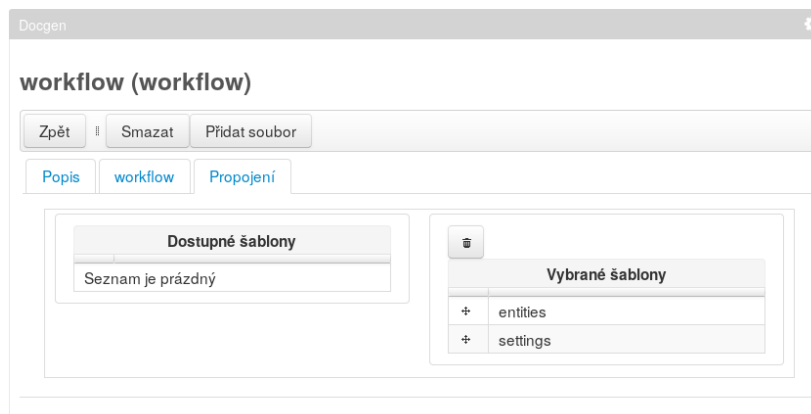 Docgen
workflow (workflow)
Zpět Smazat Přidat soubor
Popis workflow Propojení
Dostupné šablony
Seznam je prázdný
Vybrané šablony
entities
settings